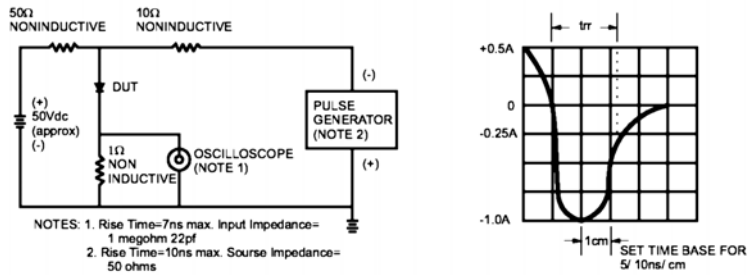 50Ω
NONINDUCTIVE
10Ω
NONINDUCTIVE
DUT
(+)
50Vdc
(approx)
(-)
1Ω
NON
INDUCTIVE
OSCILLOSCOPE
(NOTE 1)
(-)
PULSE
GENERATOR
(NOTE 2)
(+)
NOTES: 1. Rise Time=7ns max. Input Impedance=
1 megohm 22pf
2. Rise Time=10ns max. Sourse Impedance=
50 ohms
trr
+0.5A
0
-0.25A
-1.0A
1cm
SET TIME BASE FOR
5/ 10ns/ cm